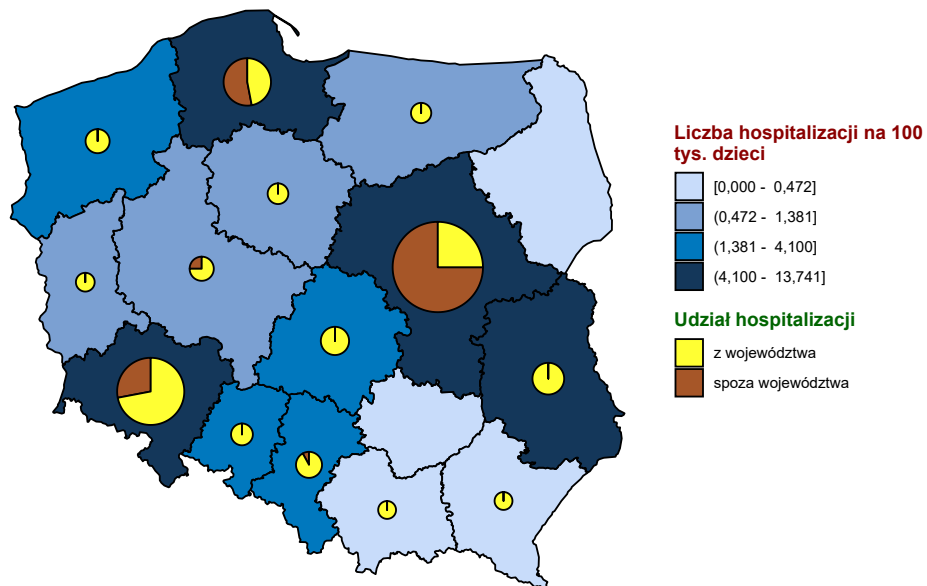 Liczba hospitalizacji na 100
tys. dzieci
[0,000 - 0,472]
(0,472 - 1,381]
(1,381 - 4,100]
(4,100 - 13,741]
Udział hospitalizacji
z województwa
spoza województwa